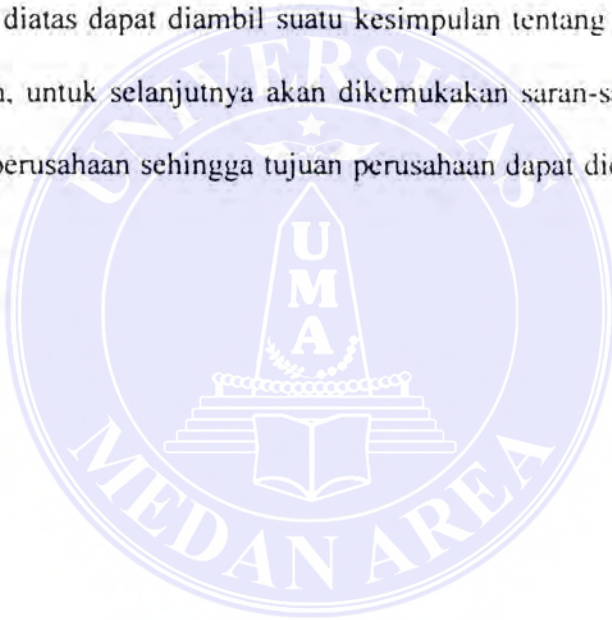 diatas dapat diambil suatu kesimpulan tentang
, untuk selanjutnya akan dikemukakan saran-s
perusahaan sehingga tujuan perusahaan dapat di
UNIVERSITAS
U
M
A
MEDAN AREA